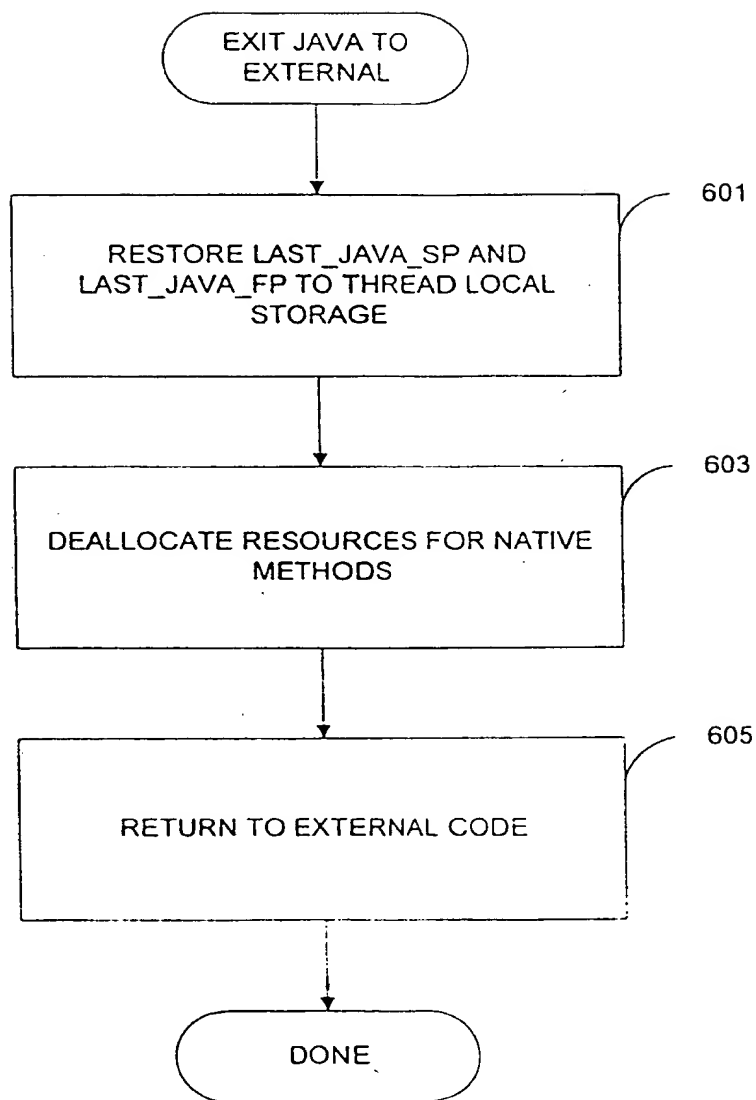 EXIT JAVA TO
EXTERNAL
601
RESTORE LAST_JAVA_SP AND
LAST_JAVA_FP TO THREAD LOCAL
STORAGE
603
DEALLOCATE RESOURCES FOR NATIVE
METHODS
605
RETURN TO EXTERNAL CODE
DONE